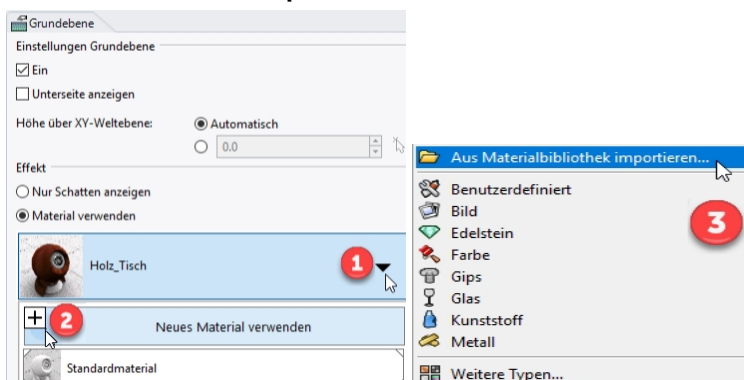 Grundebene
Einstellungen Grundebene
Ein
Unterseite anzeigen
Höhe über XY-Weltebene:
Automatisch
0.0
Effekt
Nur Schatten anzeigen
Material verwenden
Holz_Tisch
1
2
Neues Material verwenden
Standardmaterial
Aus Materialbibliothek importieren...
Benutzerdefiniert
Bild
Edelstein
3
Farbe
Gips
Glas
Kunststoff
Metall
Weitere Typen...